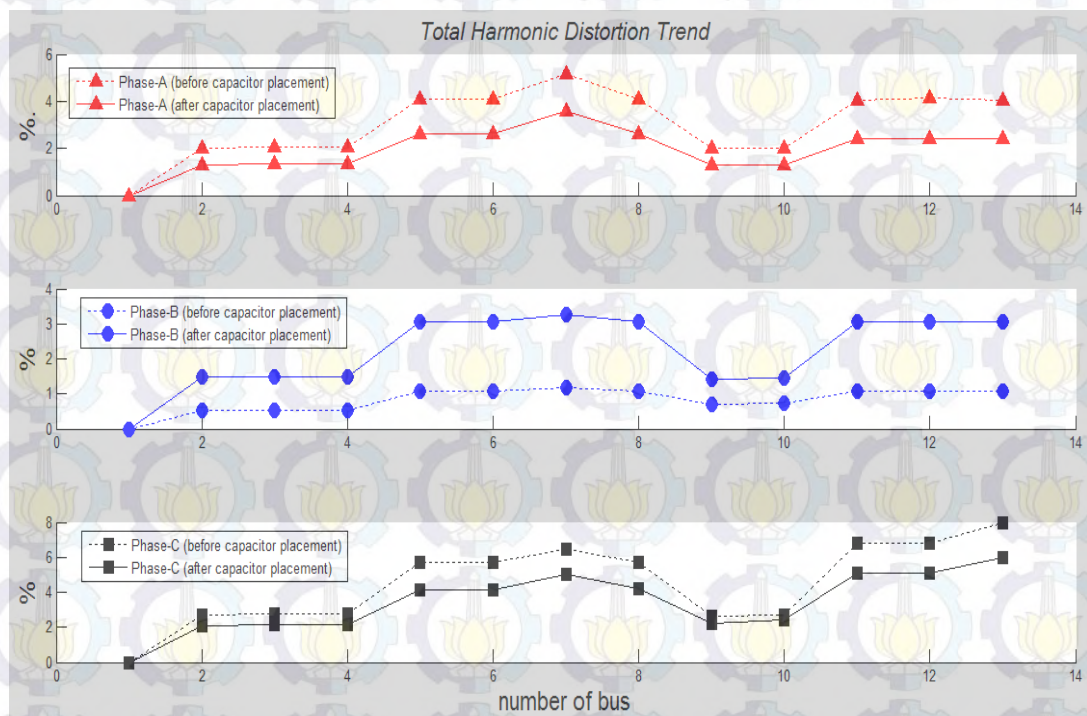 Total Harmonic Distortion Trend
6
4
2
0
%.
Phase-A (before capacitor placement)
Phase-A (after capacitor placement)
0 2 4 6 8 10 12 14
4
3
2
1
0
%
Phase-B (before capacitor placement)
Phase-B (after capacitor placement)
0 2 4 6 8 10 12 14
8
6
4
2
0
%
Phase-C (before capacitor placement)
Phase-C (after capacitor placement)
0 2 4 6 8 10 12 14
number of bus